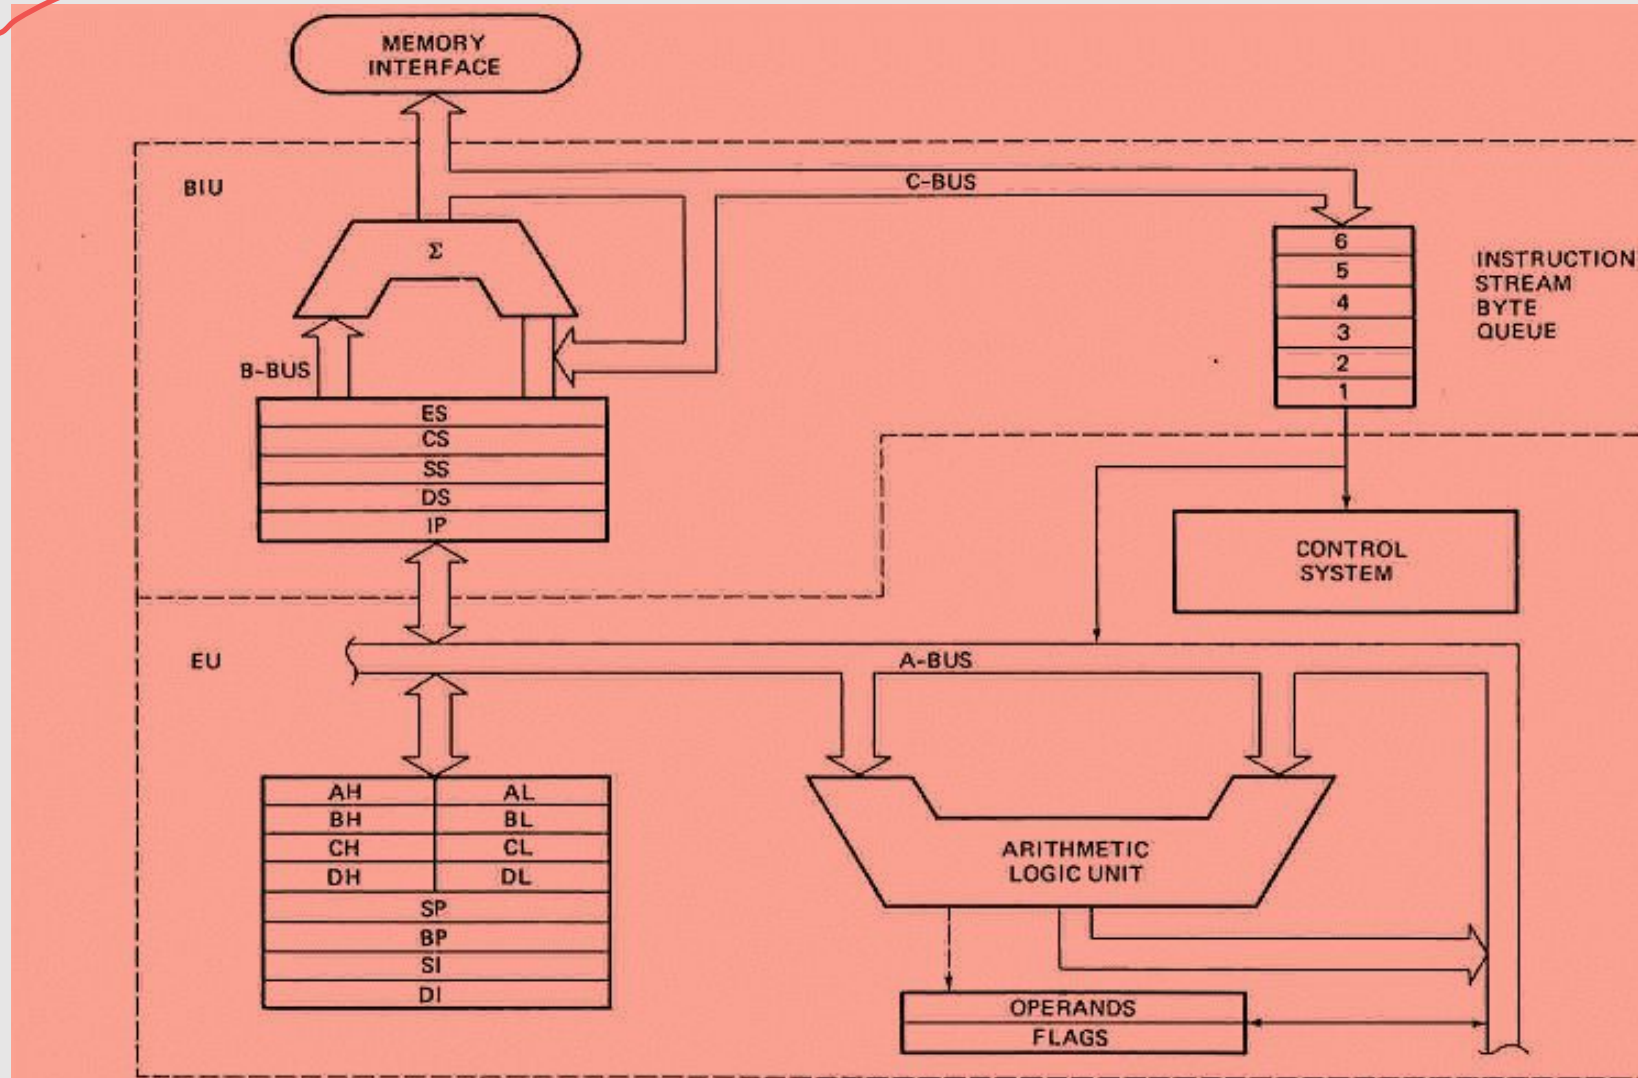 MEMORY
INTERFACE
BIU
C-BUS
Σ
B-BUS
6
5
4
3
2
1
INSTRUCTION
STREAM
BYTE
QUEUE
ES
CS
SS
DS
IP
CONTROL
SYSTEM
EU
A-BUS
AH AL
BH BL
CH CL
DH DL
SP
BP
SI
DI
ARITHMETIC
LOGIC UNIT
OPERANDS
FLAGS